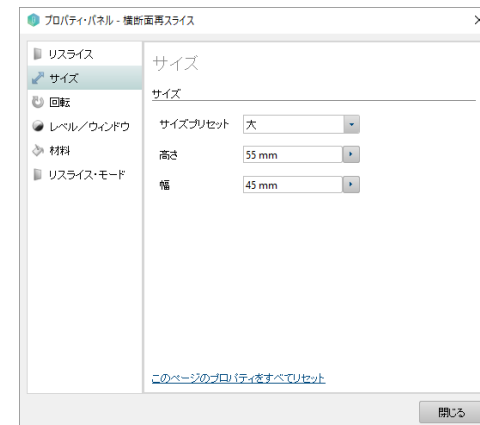 プロパティ・パネル - 横断面再スライス
リスライス
サイズ
回転
レベル／ウィンドウ
材料
リスライス・モード
サイズ
サイズ
サイズプリセット 大
高さ 55 mm
幅 45 mm
このページのプロパティをすべてリセット
閉じる